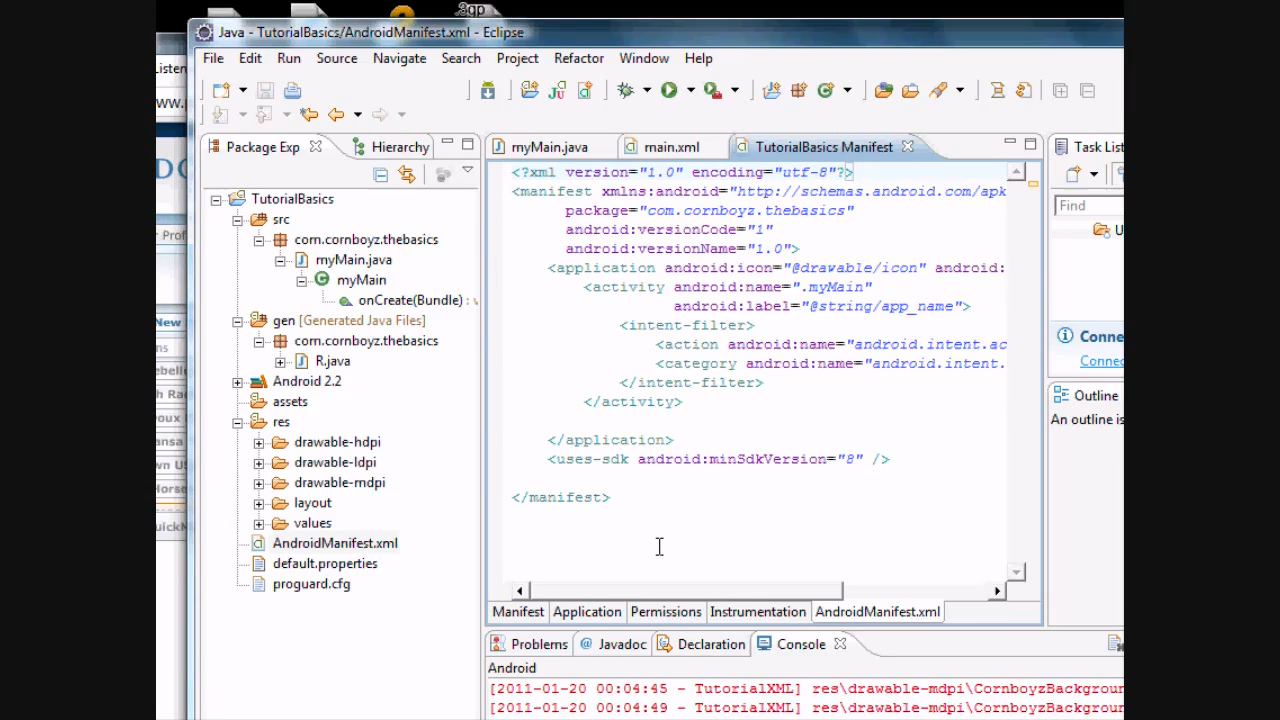 .3gp
Java - TutorialBasics/AndroidManifest.xml - Eclipse
File Edit Run Source Navigate Search Project Refactor Window Help
Listen
Package Exp Hierarchy
myMain.java main.xml TutorialBasics Manifest
Task List
Find
TutorialBasics
src
com.cornboyz.thebasics
myMain.java
myMain
onCreate(Bundle) :
gen [Generated Java Files]
com.cornboyz.thebasics
R.java
Android 2.2
assets
res
drawable-hdpi
drawable-ldpi
drawable-mdpi
layout
values
AndroidManifest.xml
default.properties
proguard.cfg
<?xml version="1.0" encoding="utf-8"?>
<manifest xmlns:android="http://schemas.android.com/apk
package="com.cornboyz.thebasics"
android:versionCode="1"
android:versionName="1.0">
<application android:icon="@drawable/icon" android:
<activity android:name=".myMain"
android:label="@string/app_name">
<intent-filter>
<action android:name="android.intent.ac
<category android:name="android.intent.
</intent-filter>
</activity>
</application>
<uses-sdk android:minSdkVersion="8" />
</manifest>
Manifest Application Permissions Instrumentation AndroidManifest.xml
Conne
Connec
Outline
An outline is
New
Problems @ Javadoc Declaration Console
Android
[2011-01-20 00:04:45 - TutorialXML] res\drawable-mdpi\CornboyzBackgroun
[2011-01-20 00:04:49 - TutorialXML] res\drawable-mdpi\CornboyzBackgroun